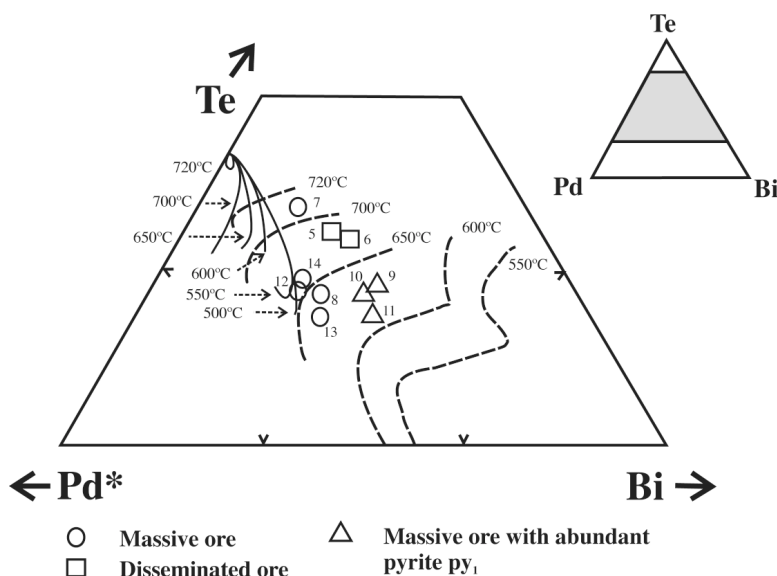 Te
Te
Pd
Bi
720°C
720°C
7
700°C
700°C
5
6
650°C
650°C
600°C
600°C
550°C
14
12
10
9
550°C
8
11
500°C
13
Pd*
Bi
Massive ore
Disseminated ore
Massive ore with abundant
pyrite py₁